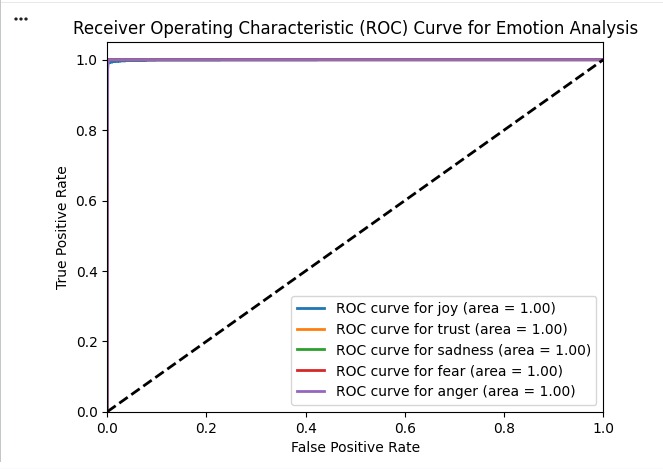 Receiver Operating Characteristic (ROC) Curve for Emotion Analysis
1.0
0.8
0.6
0.4
0.2
0.0
True Positive Rate
ROC curve for joy (area = 1.00)
ROC curve for trust (area = 1.00)
ROC curve for sadness (area = 1.00)
ROC curve for fear (area = 1.00)
ROC curve for anger (area = 1.00)
0.0 0.2 0.4 0.6 0.8 1.0
False Positive Rate